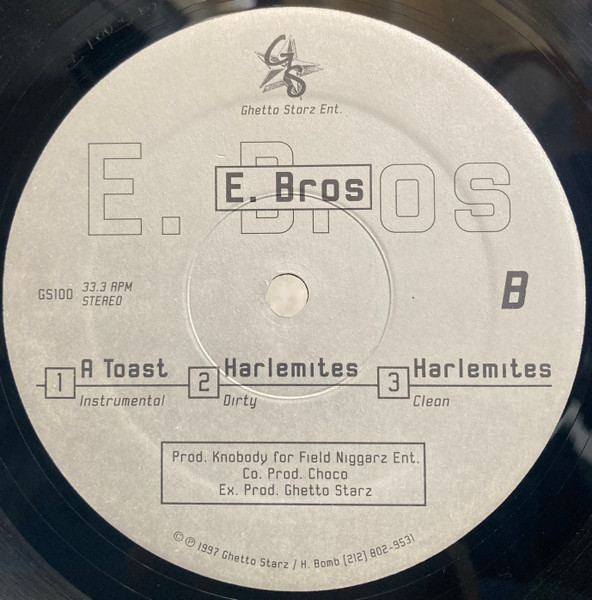 GS
Ghetto Starz Ent.
E. Bros
E. Bros
GS100
33.3 RPM
STEREO
B
1 A Toast
Instrumental
2 Harlemites
Dirty
3 Harlemites
Clean
Prod. Knobody for Field Niggarz Ent.
Co. Prod. Choco
Ex. Prod. Ghetto Starz
© ℗ 1997 Ghetto Starz / H. Bomb (212) 802-9531